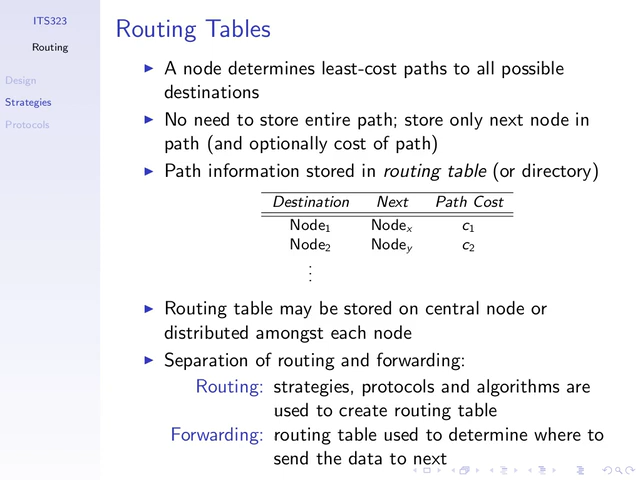 ITS323
Routing
Design
Strategies
Protocols
Routing Tables
A node determines least-cost paths to all possible
destinations
No need to store entire path; store only next node in
path (and optionally cost of path)
Path information stored in routing table (or directory)
Destination Next Path Cost
Node₁ Nodeₓ c₁
Node₂ Nodeᵧ c₂
⋮
Routing table may be stored on central node or
distributed amongst each node
Separation of routing and forwarding:
Routing: strategies, protocols and algorithms are
used to create routing table
Forwarding: routing table used to determine where to
send the data to next